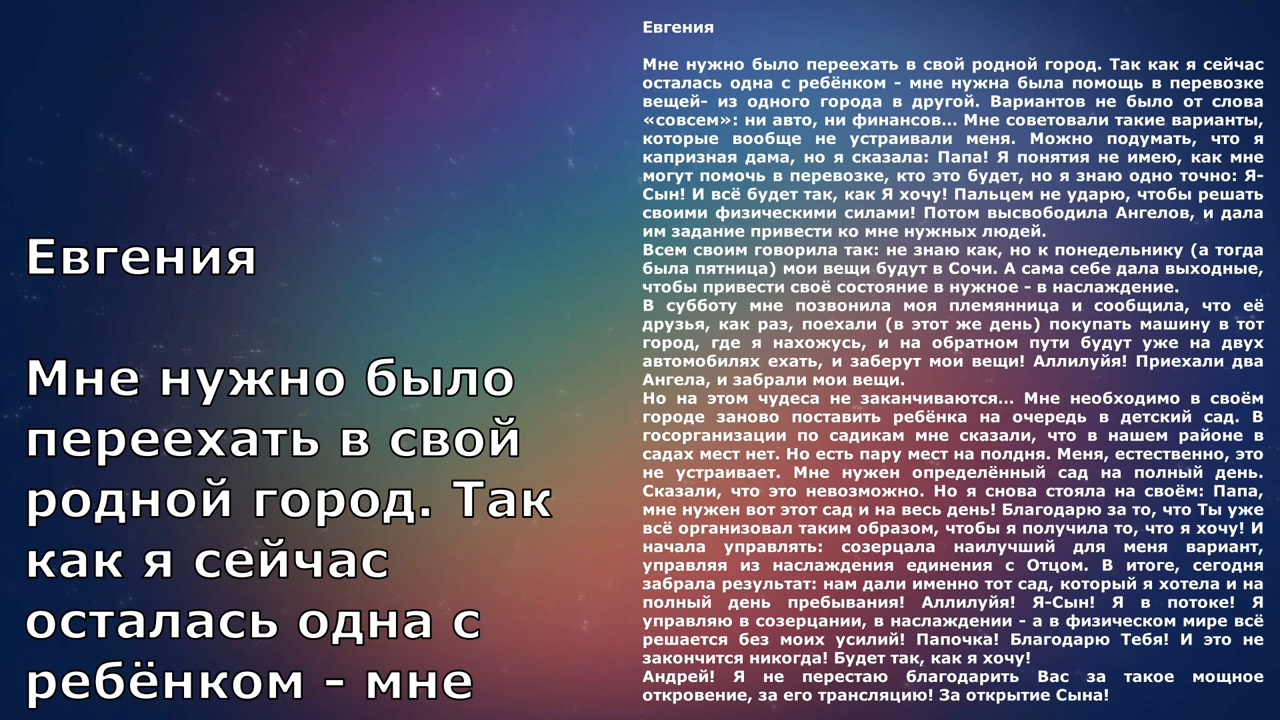 Евгения
Мне нужно было
переехать в свой
родной город. Так
как я сейчас
осталась одна с
ребёнком - мне
Евгения
Мне нужно было переехать в свой родной город. Так как я сейчас
осталась одна с ребёнком - мне нужна была помощь в перевозке
вещей- из одного города в другой. Вариантов не было от слова
«совсем»: ни авто, ни финансов... Мне советовали такие варианты,
которые вообще не устраивали меня. Можно подумать, что я
капризная дама, но я сказала: Папа! Я понятия не имею, как мне
могут помочь в перевозке, кто это будет, но я знаю одно точно: Я-
Сын! И всё будет так, как Я хочу! Пальцем не ударю, чтобы решать
своими физическими силами! Потом высвободила Ангелов, и дала
им задание привести ко мне нужных людей.
Всем своим говорила так: не знаю как, но к понедельнику (а тогда
была пятница) мои вещи будут в Сочи. А сама себе дала выходные,
чтобы привести своё состояние в нужное - в наслаждение.
В субботу мне позвонила моя племянница и сообщила, что её
друзья, как раз, поехали (в этот же день) покупать машину в тот
город, где я нахожусь, и на обратном пути будут уже на двух
автомобилях ехать, и заберут мои вещи! Аллилуйя! Приехали два
Ангела, и забрали мои вещи.
Но на этом чудеса не заканчиваются... Мне необходимо в своём
городе заново поставить ребёнка на очередь в детский сад. В
госорганизации по садикам мне сказали, что в нашем районе в
садах мест нет. Но есть пару мест на полдня. Меня, естественно, это
не устраивает. Мне нужен определённый сад на полный день.
Сказали, что это невозможно. Но я снова стояла на своём: Папа,
мне нужен вот этот сад и на весь день! Благодарю за то, что Ты уже
всё организовал таким образом, чтобы я получила то, что я хочу! И
начала управлять: созерцала наилучший для меня вариант,
управляя из наслаждения единения с Отцом. В итоге, сегодня
забрала результат: нам дали именно тот сад, который я хотела и на
полный день пребывания! Аллилуйя! Я-Сын! Я в потоке! Я
управляю в созерцании, в наслаждении - а в физическом мире всё
решается без моих усилий! Папочка! Благодарю Тебя! И это не
закончится никогда! Будет так, как я хочу!
Андрей! Я не перестаю благодарить Вас за такое мощное
откровение, за его трансляцию! За открытие Сына!